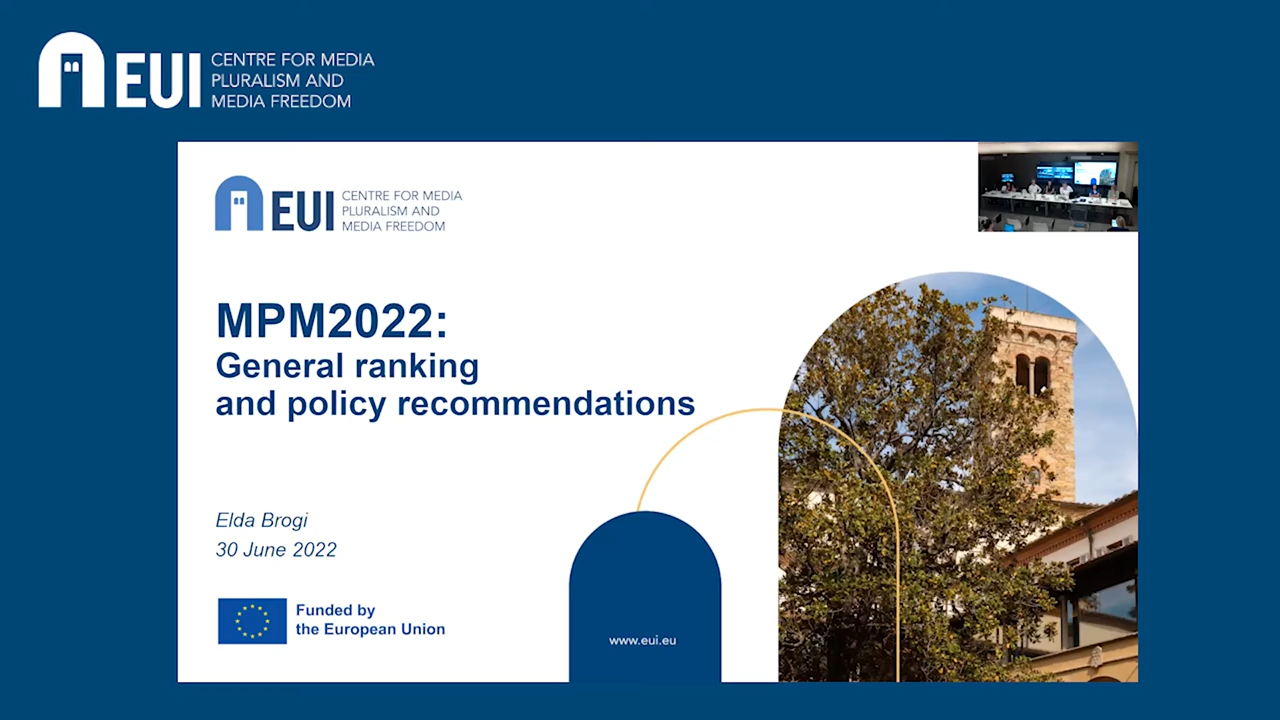 EUI
CENTRE FOR MEDIA
PLURALISM AND
MEDIA FREEDOM
EUI
CENTRE FOR MEDIA
PLURALISM AND
MEDIA FREEDOM
MPM2022:
General ranking
and policy recommendations
Elda Brogi
30 June 2022
Funded by
the European Union
www.eui.eu